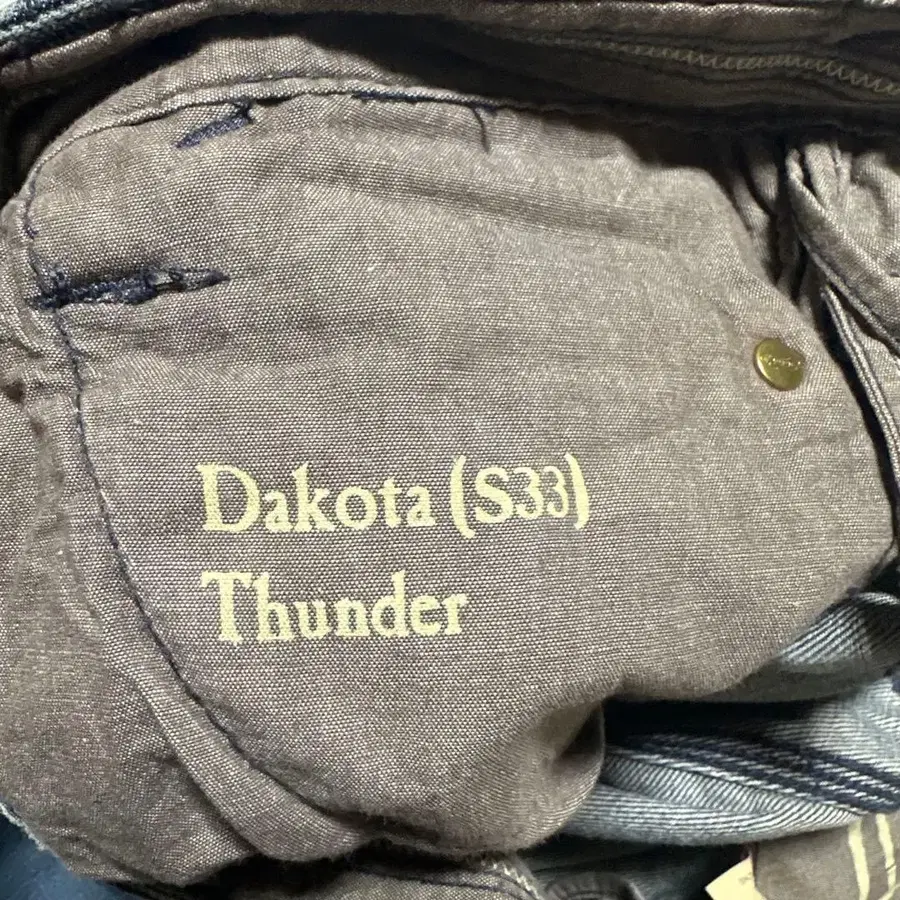 Dakota (S33)
Thunder